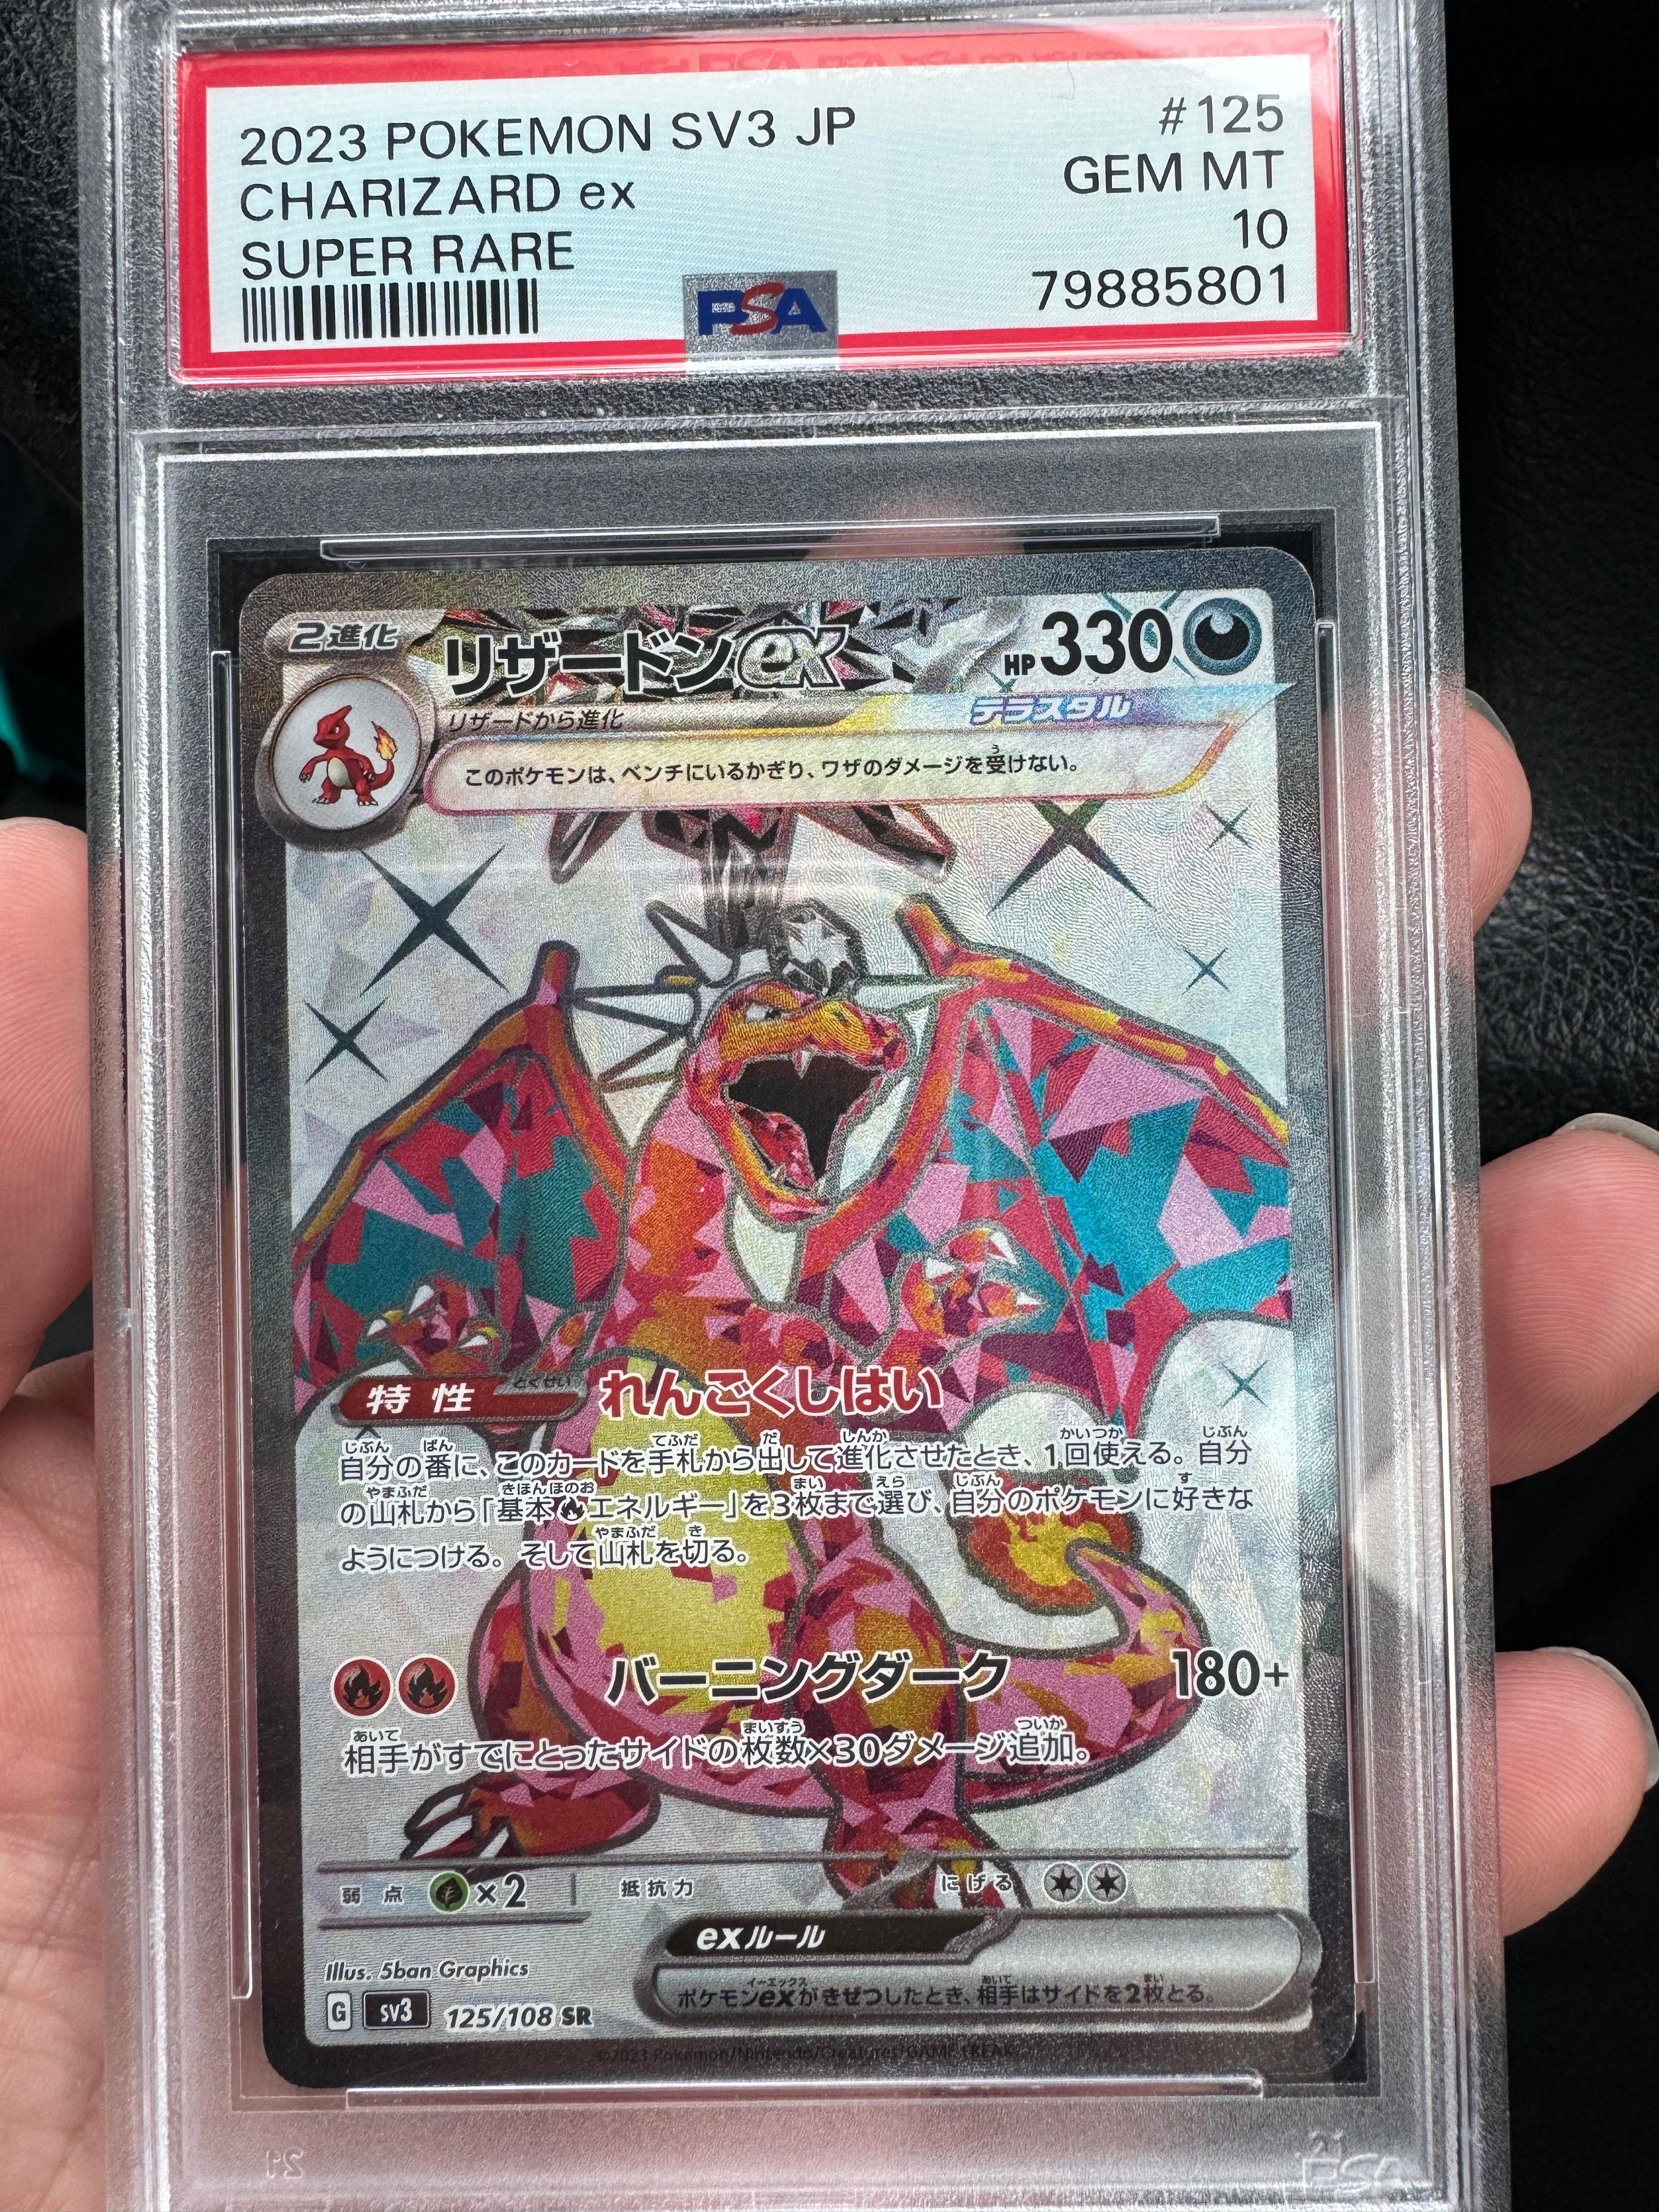 2023 POKEMON SV3 JP #125
CHARIZARD ex GEM MT
SUPER RARE 10
PSA 79885801
2進化 リザードンex HP330
リザードから進化 テラスタル
このポケモンは、ベンチにいるかぎり、ワザのダメージを受けない。
特性 れんごくしはい
自分の番に、このカードを手札から出して進化させたとき、1回使える。自分
の山札から「基本エネルギー」を3枚まで選び、自分のポケモンに好きな
ようにつける。そして山札を切る。
バーニングダーク 180+
相手がすでにとったサイドの枚数×30ダメージ追加。
弱点 ×2 抵抗力 にげる
exルール
ポケモンexがきぜつしたとき、相手はサイドを2枚とる。
Illus. 5ban Graphics
G sv3 125/108 SR
©2023 Pokémon/Nintendo/Creatures/GAME FREAK
PSA